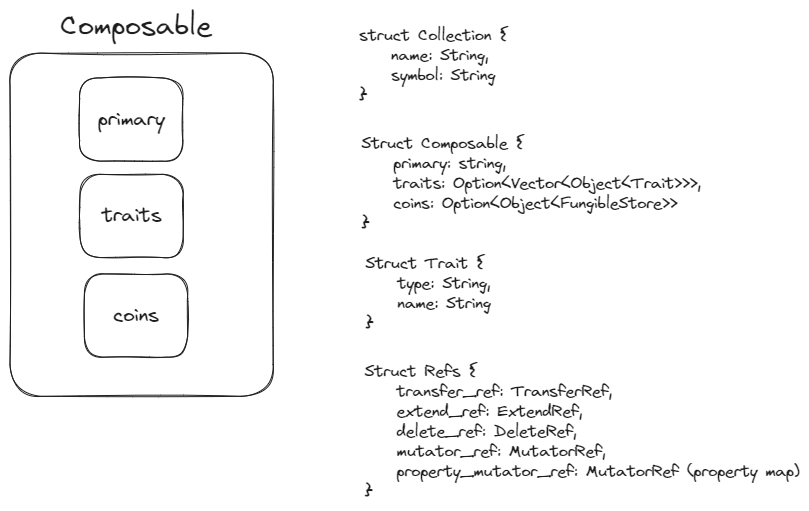 Composable
primary
traits
coins
struct Collection {
name: String,
symbol: String
}
Struct Composable {
primary: string,
traits: Option<Vector<Object<Trait>>>,
coins: Option<Object<FungibleStore>>
}
Struct Trait {
type: String,
name: String
}
Struct Refs {
transfer_ref: TransferRef,
extend_ref: ExtendRef,
delete_ref: DeleteRef,
mutator_ref: MutatorRef,
property_mutator_ref: MutatorRef (property map)
}